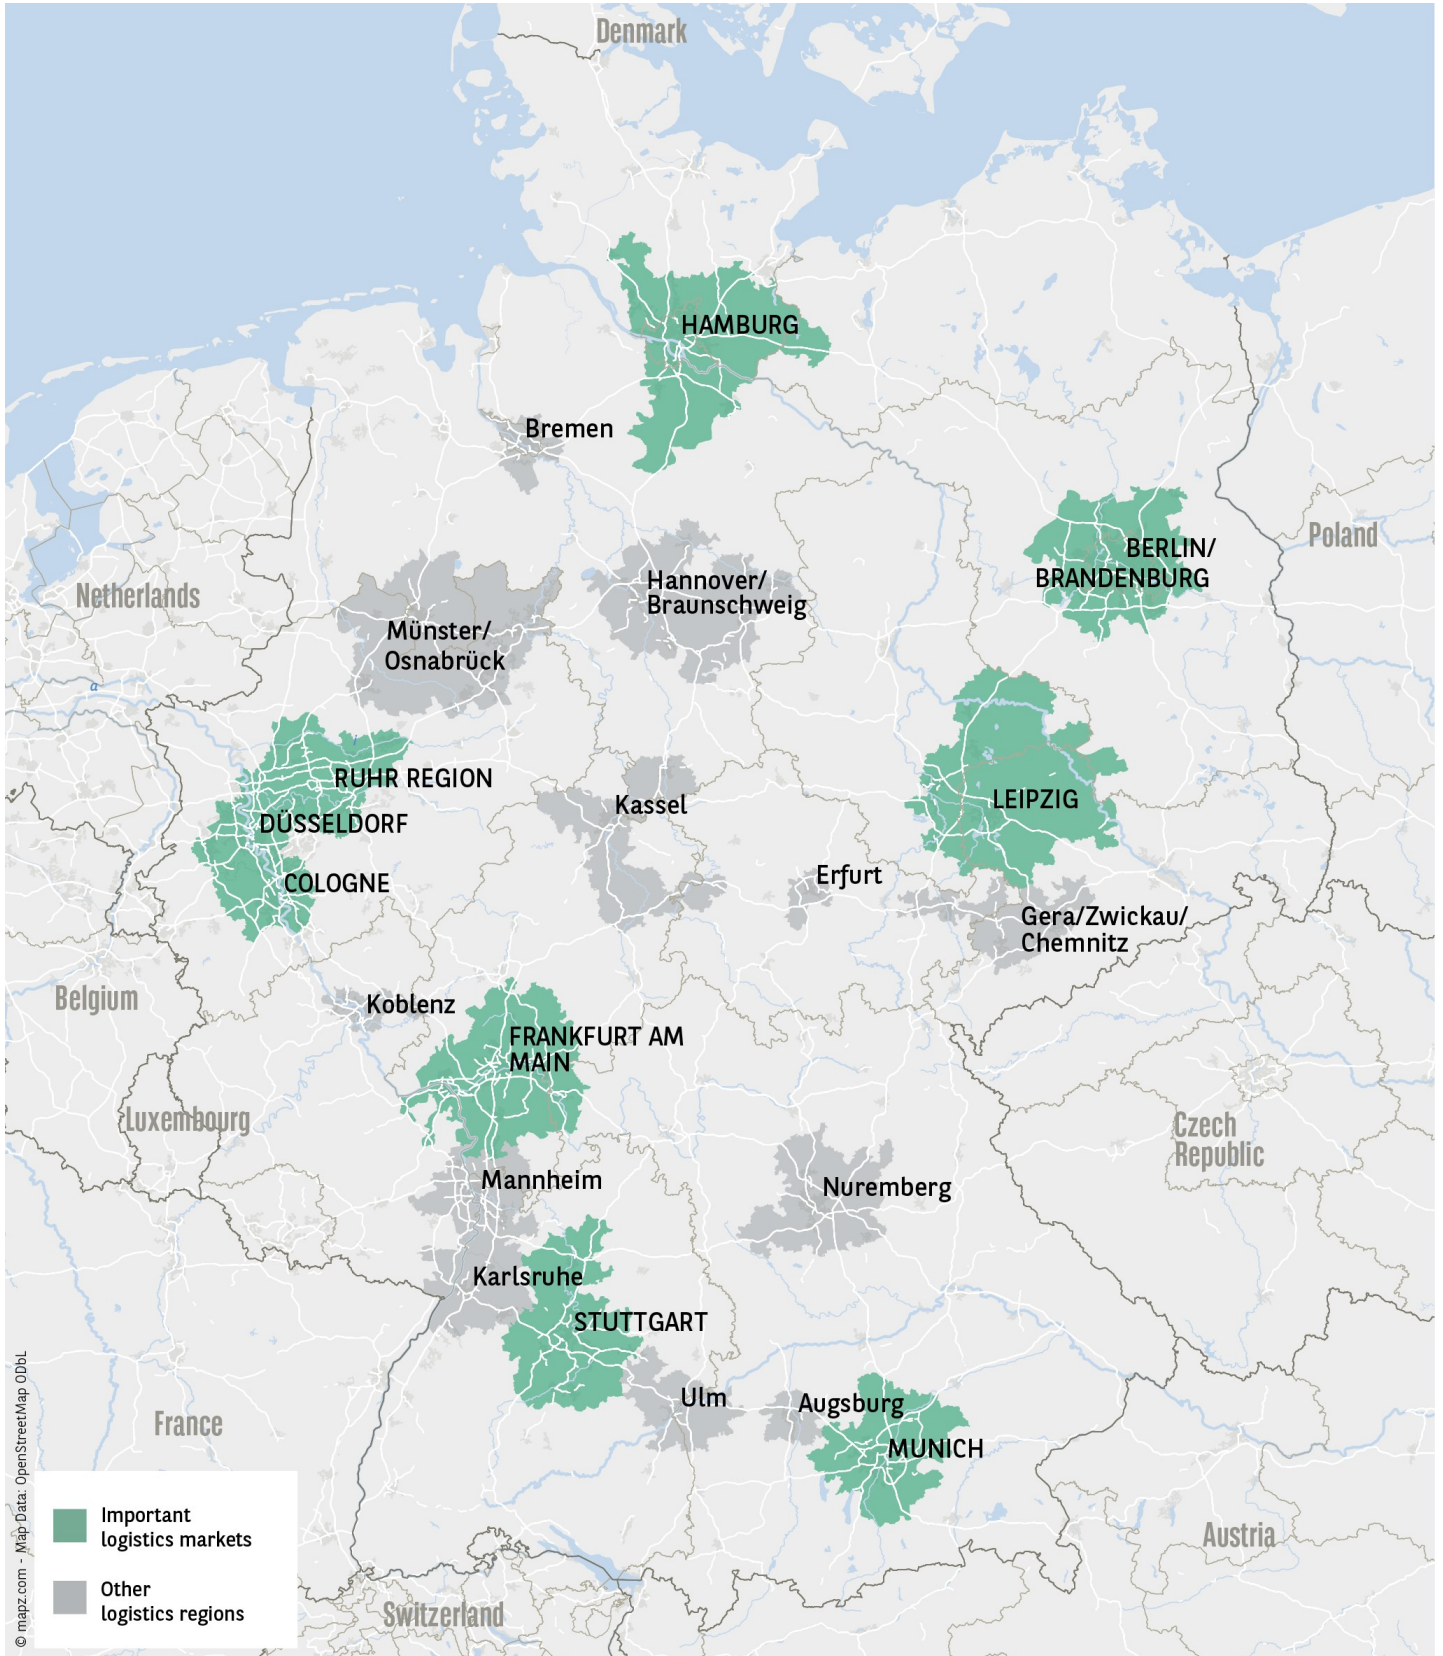 Denmark
HAMBURG
Bremen
Poland
BERLIN/
BRANDENBURG
Hannover/
Braunschweig
Netherlands
Münster/
Osnabrück
a
RUHR REGION
LEIPZIG
Kassel
DÜSSELDORF
COLOGNE
Erfurt
Gera/Zwickau/
Chemnitz
Belgium
Koblenz
FRANKFURT AM
MAIN
Luxembourg
Czech
Republic
Mannheim
Nuremberg
Karlsruhe
STUTTGART
Ulm
Augsburg
France
MUNICH
Important
logistics markets
Austria
Other
logistics regions
Switzerland
© mapz.com - Map Data: OpenStreetMap ODbL